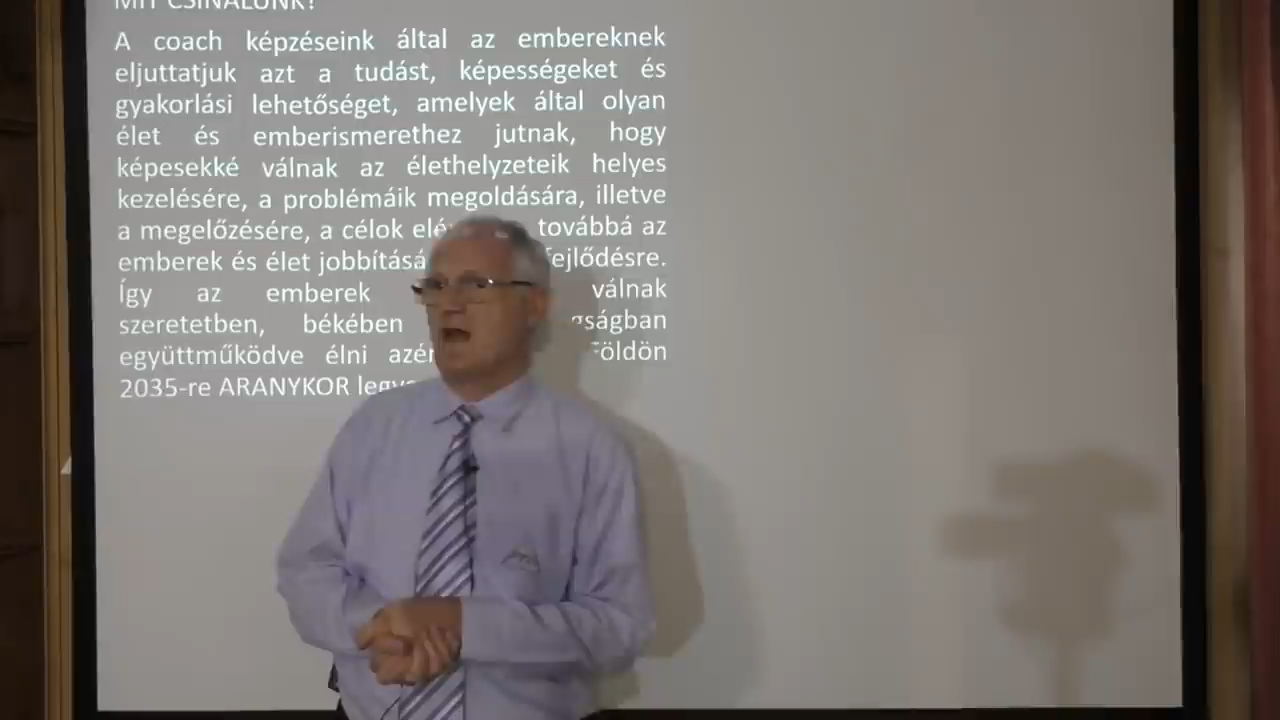 MIT CSINÁLUNK?
A coach képzéseink által az embereknek
eljuttatjuk azt a tudást, képességeket és
gyakorlási lehetőséget, amelyek által olyan
élet és emberismerethez jutnak, hogy
képesekké válnak az élethelyzeteik helyes
kezelésére, a problémáik megoldására, illetve
a megelőzésére, a célok továbbá az
emberek és élet
Így az emberek válnak
szeretetben, békében
együttműködve élni Földön
2035-re ARANYKOR